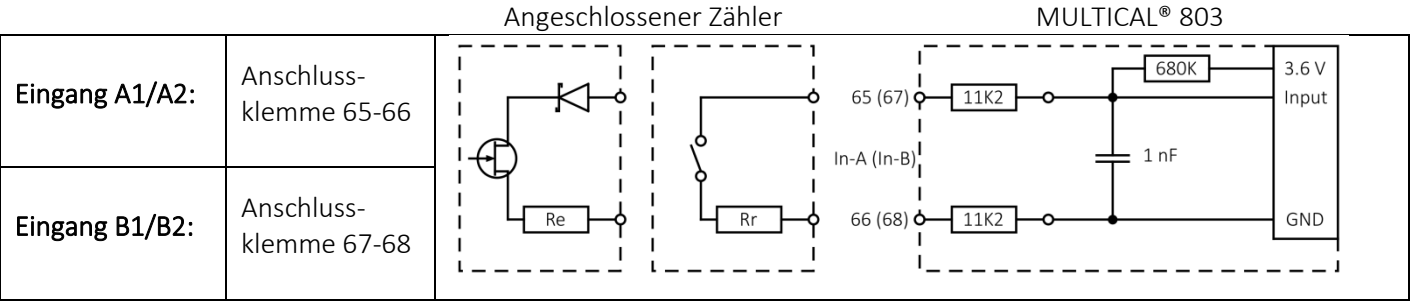 Angeschlossener Zähler
MULTICAL® 803
Eingang A1/A2:
Anschluss-
klemme 65-66
Eingang B1/B2:
Anschluss-
klemme 67-68
Re
Rr
65 (67)
11K2
680K
3.6 V
Input
In-A (In-B)
1 nF
66 (68)
11K2
GND